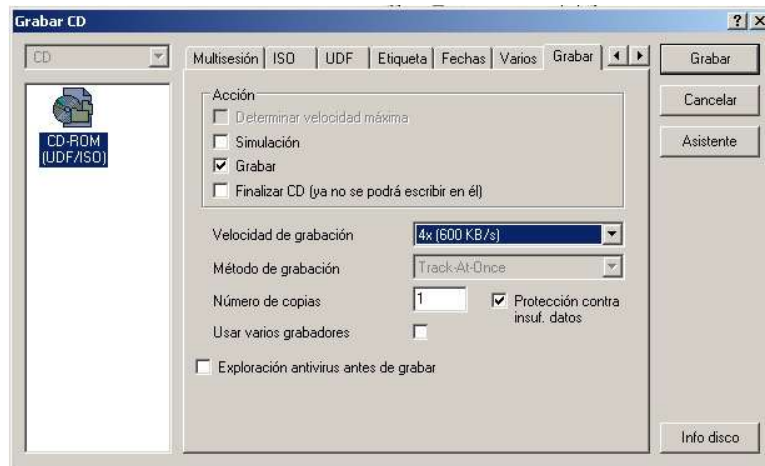 Grabar CD
CD
CD-ROM
(UDF/ISO)
Multisesión ISO UDF Etiqueta Fechas Varios Grabar
Acción
Determinar velocidad máxima
Simulación
Grabar
Finalizar CD (ya no se podrá escribir en él)
Velocidad de grabación 4x (600 KB/s)
Método de grabación Track-At-Once
Número de copias 1 Protección contra
insuf. datos
Usar varios grabadores
Exploración antivirus antes de grabar
Grabar
Cancelar
Asistente
Info disco